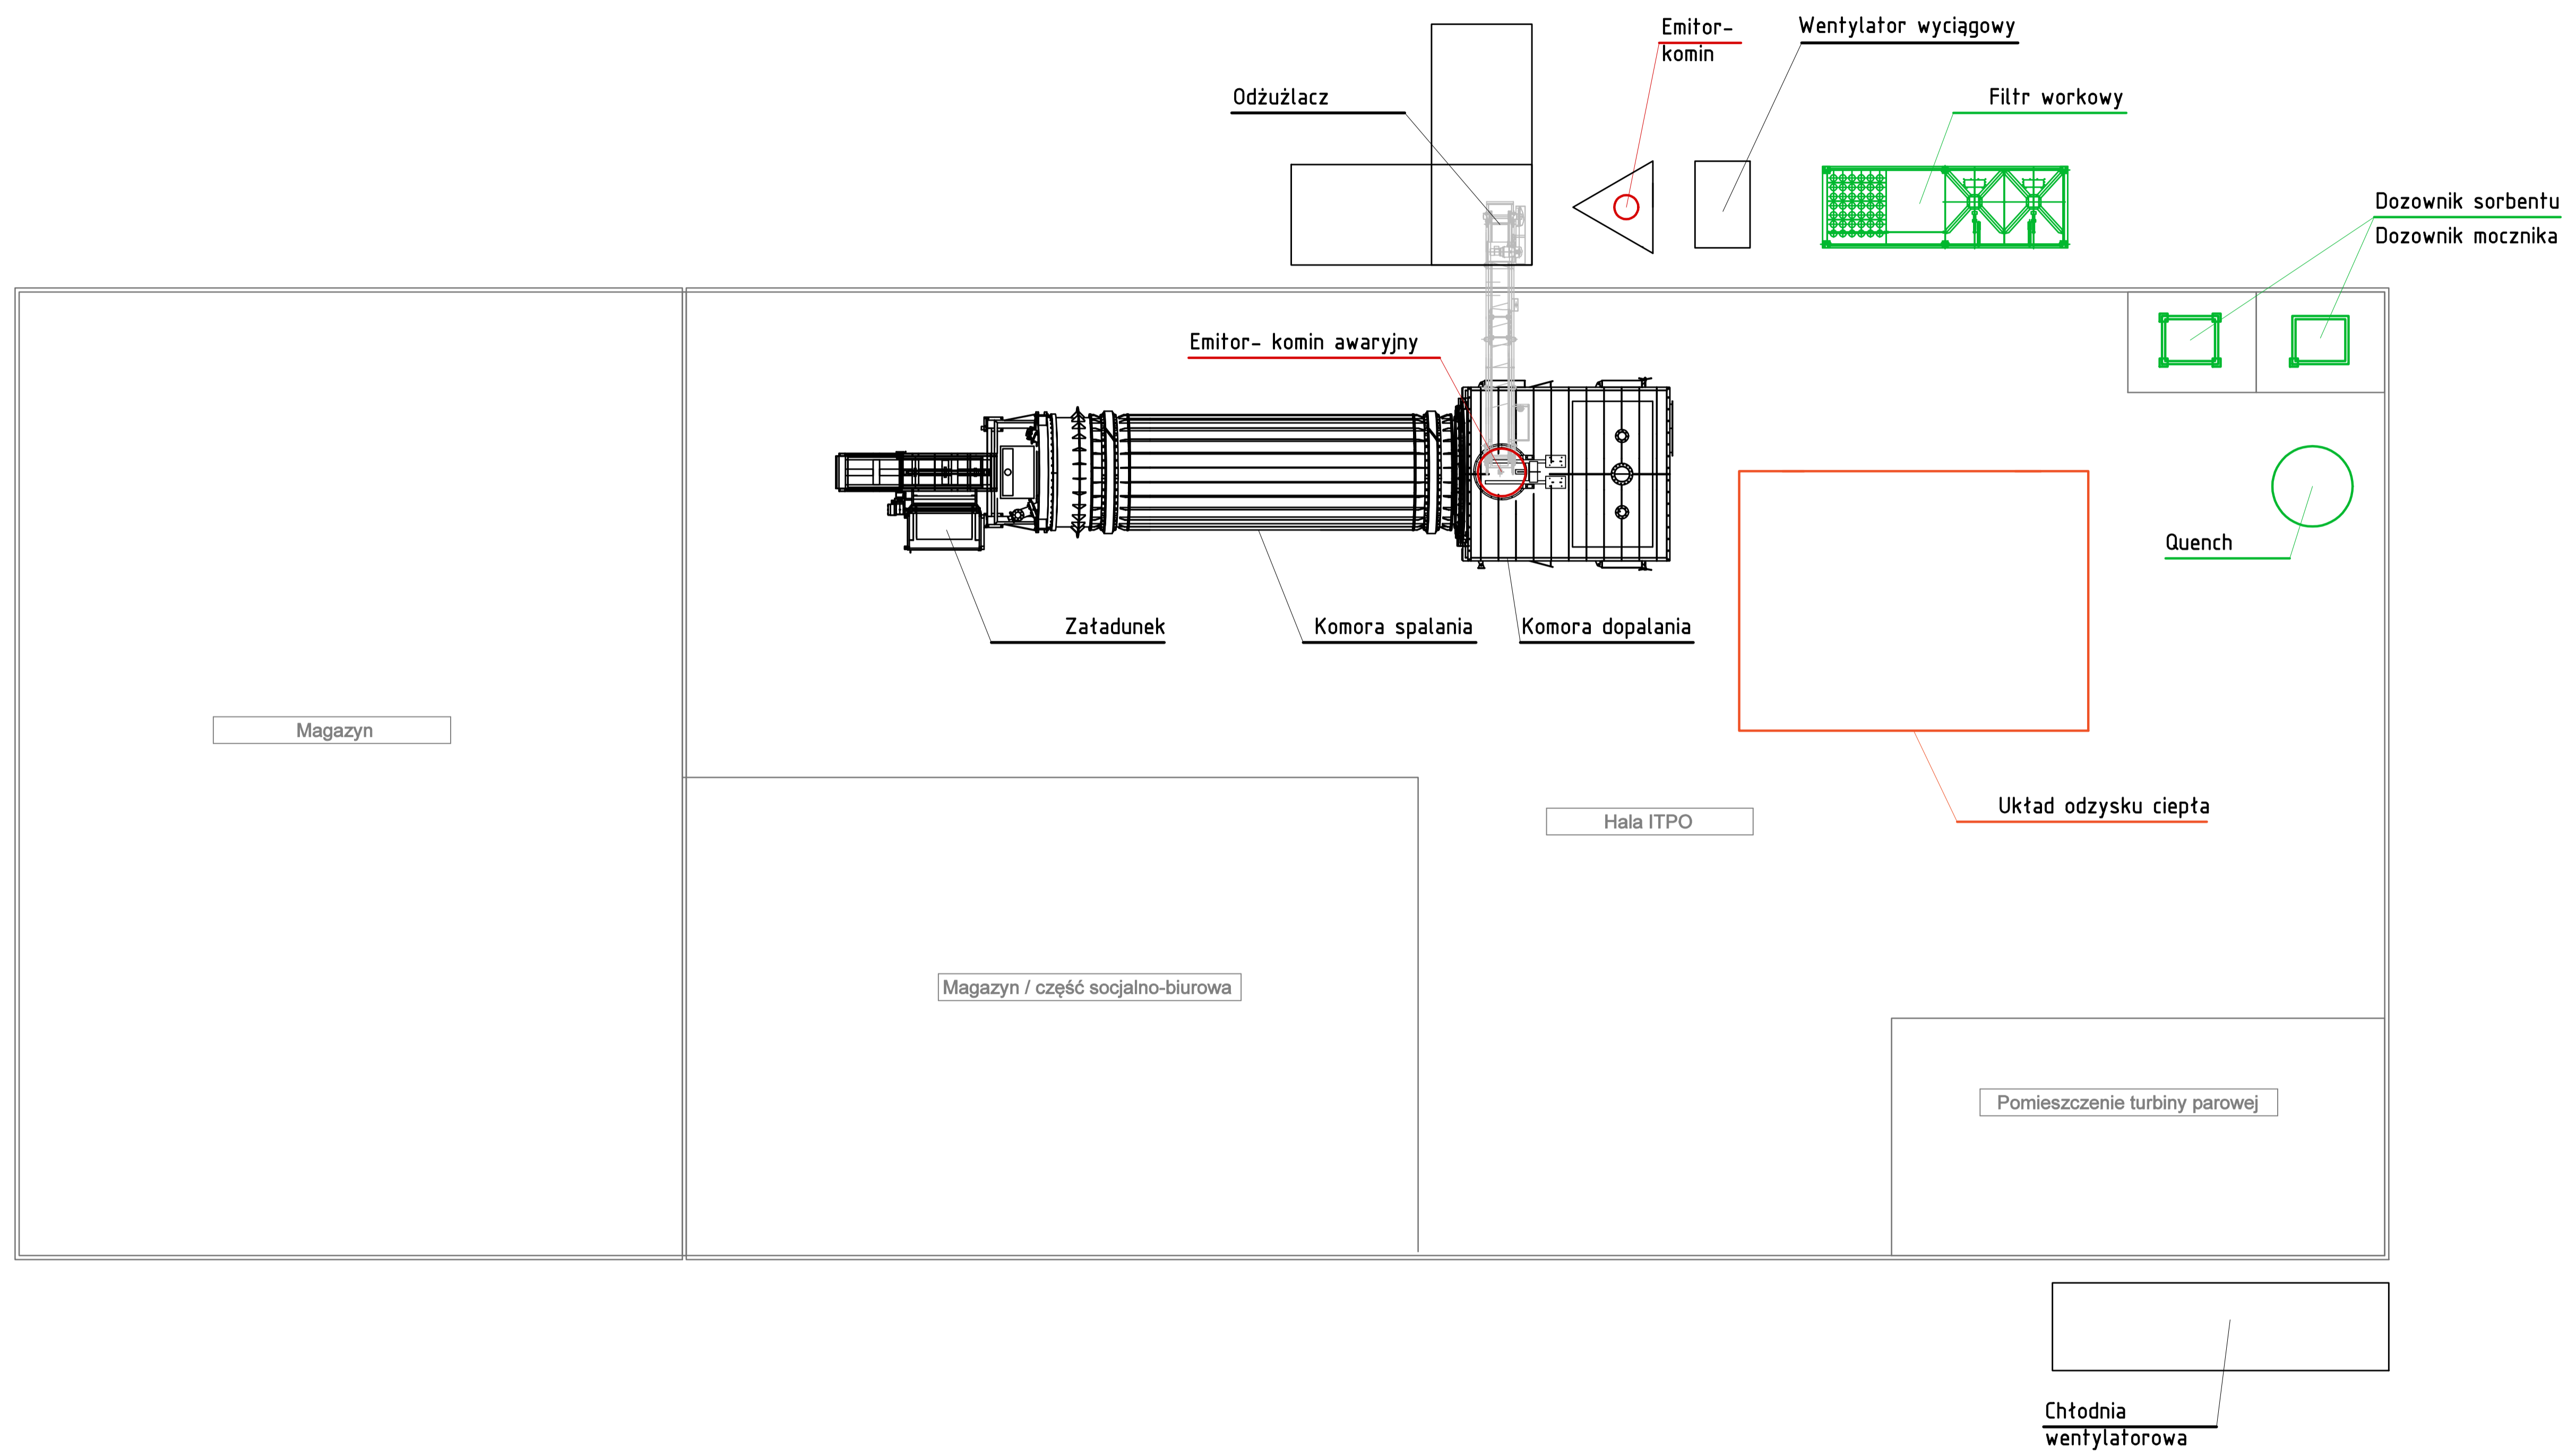 Emitor-
komin
Wentylator wyciągowy
Odżużlacz
Filtr workowy
Dozownik sorbentu
Dozownik mocznika
Emitor- komin awaryjny
Quench
Załadunek
Komora spalania
Komora dopalania
Magazyn
Układ odzysku ciepła
Hala ITPO
Magazyn / część socjalno-biurowa
Pomieszczenie turbiny parowej
Chłodnia
wentylatorowa